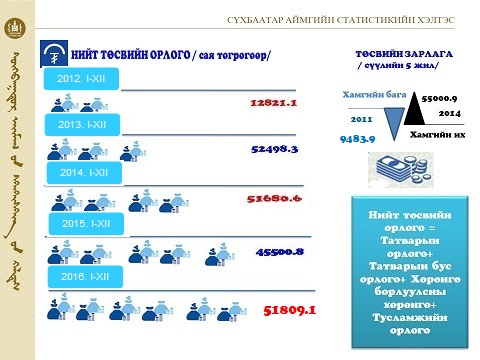 СҮХБААТАР АЙМГИЙН СТАТИСТИКИЙН ХЭЛТЭС
НИЙТ ТӨСВИЙН ОРЛОГО / сая төгрөгөөр/
2012. I-XII
12821.1
2013. I-XII
52498.3
2014. I-XII
51680.6
2015. I-XII
45500.8
2016. I-XII
51809.1
ТӨСВИЙН ЗАРЛАГА
/ сүүлийн 5 жил/
Хамгийн бага
2011
9483.9
55000.9
2014
Хамгийн их
Нийт төсвийн
орлого =
Татварын
орлого+
Татварын бус
орлого+ Хөрөнгө
борлуулсны
хөрөнгө+
Тусламжийн
орлого